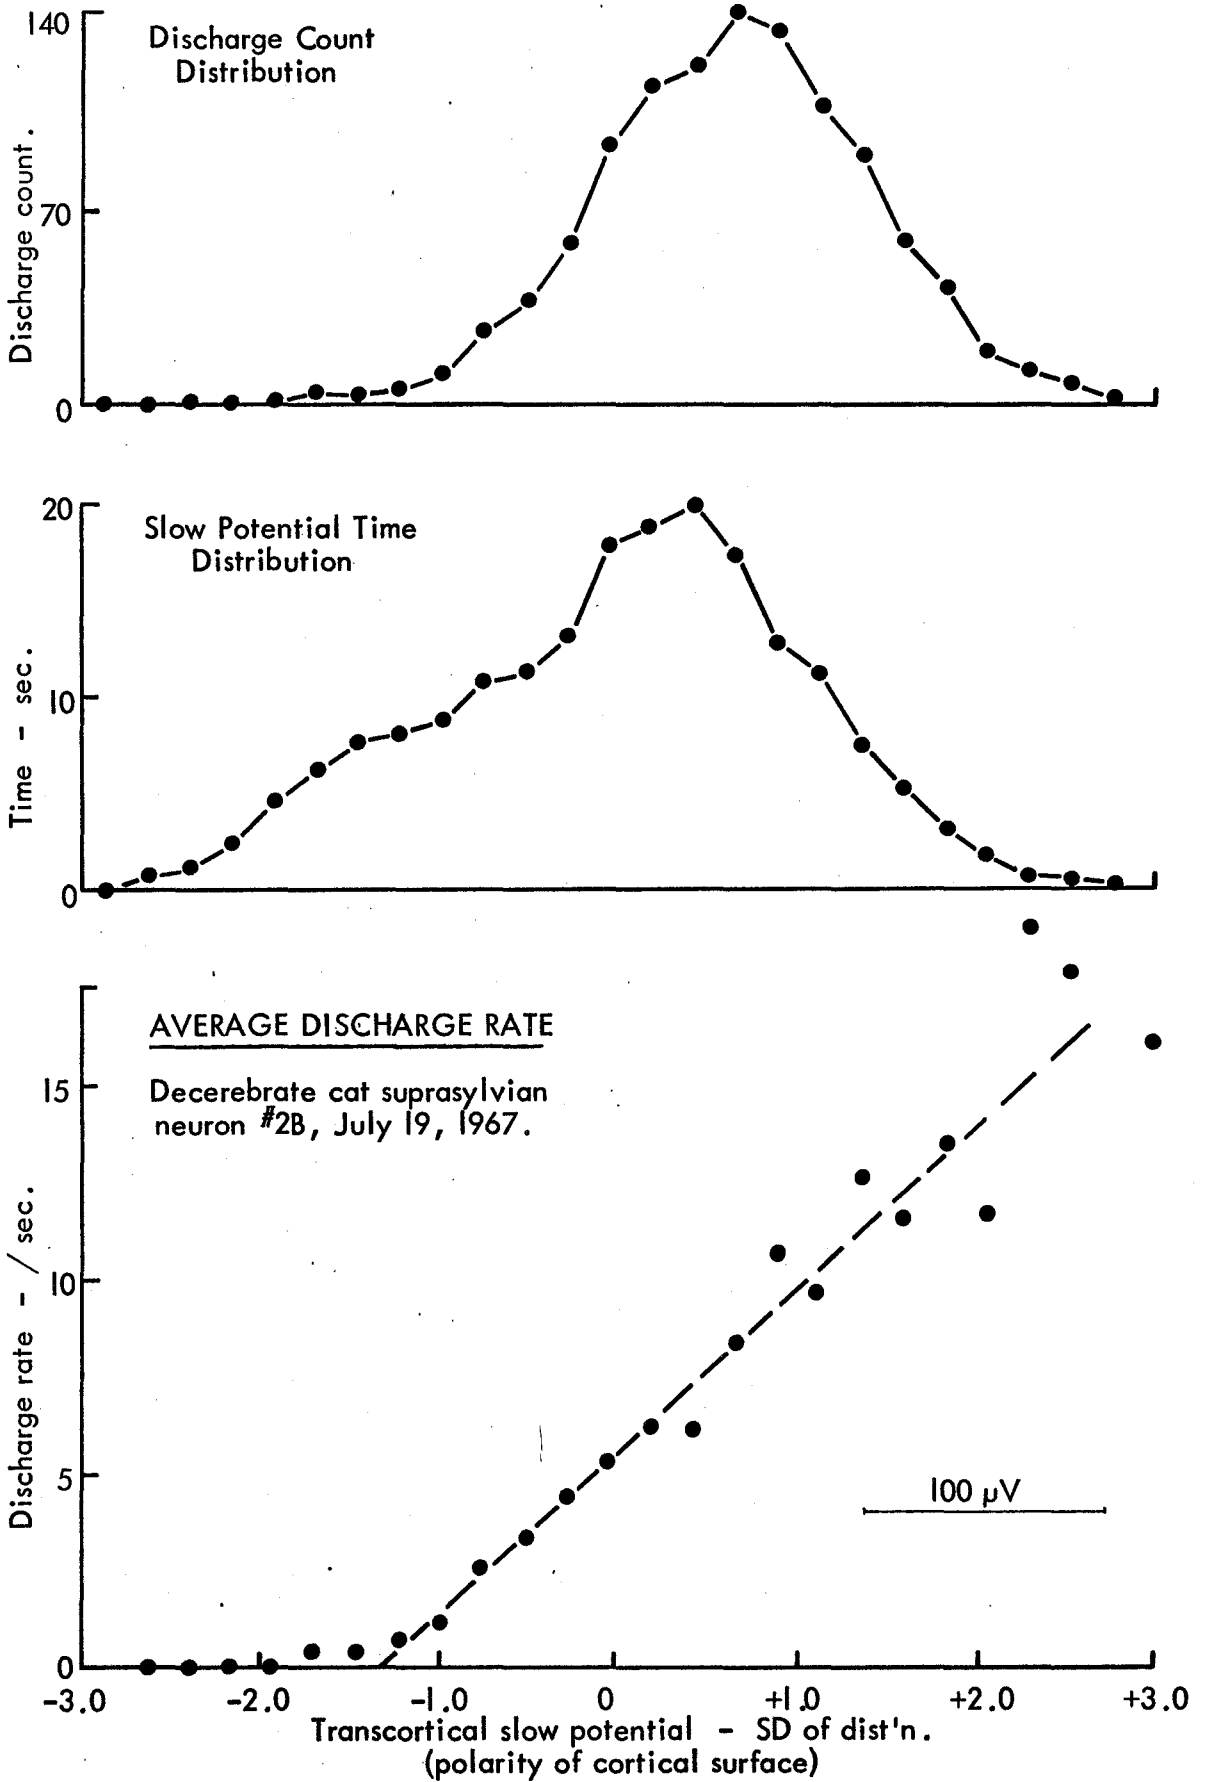 140
Discharge Count
Distribution
70
0
Discharge count.
20
Slow Potential Time
Distribution
10
0
Time - sec.
AVERAGE DISCHARGE RATE
Decerebrate cat suprasylvian
neuron #2B, July 19, 1967.
15
10
5
0
Discharge rate - / sec.
100 µV
-3.0 -2.0 -1.0 0 +1.0 +2.0 +3.0
Transcortical slow potential - SD of dist'n.
(polarity of cortical surface)